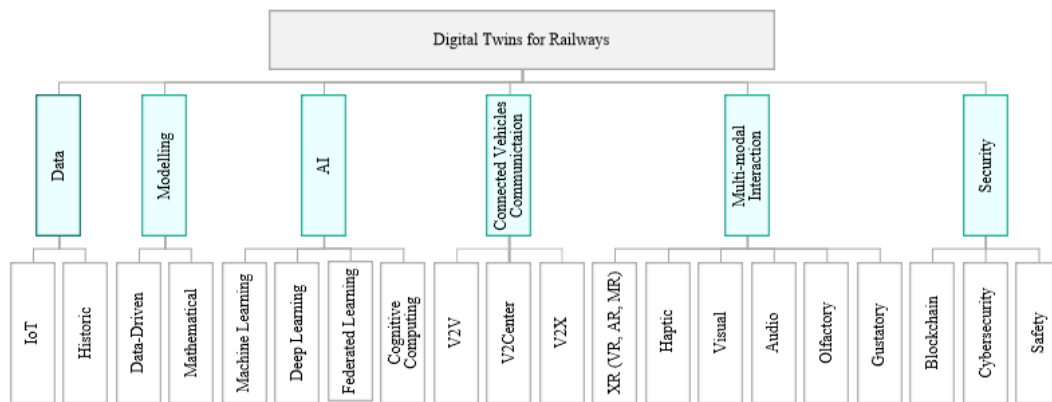 Digital Twins for Railways
Data
Modelling
AI
Connected Vehicles
Communictaion
Multi-modal
Interaction
Security
IoT
Historic
Data-Driven
Mathematical
Machine Learning
Deep Learning
Federated Learning
Cognitive
Computing
V2V
V2Center
V2X
XR (VR, AR, MR)
Haptic
Visual
Audio
Olfactory
Gustatory
Blockchain
Cybersecurity
Safety